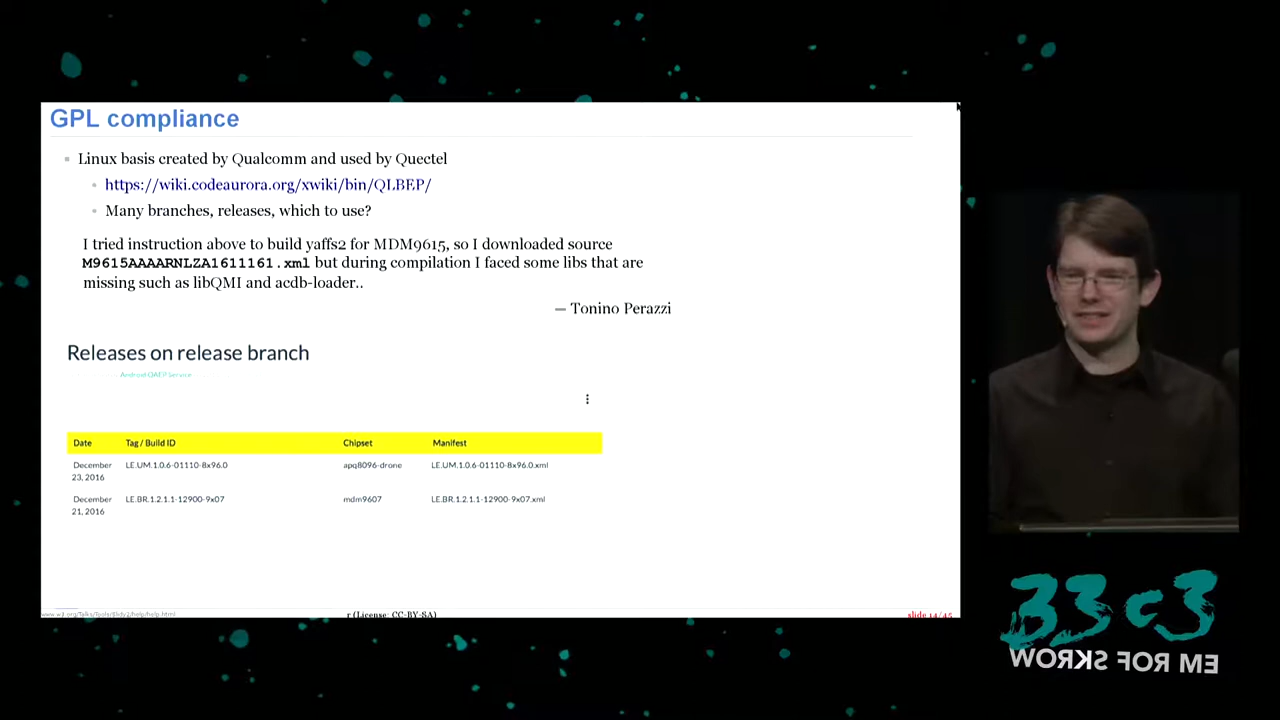 GPL compliance
Linux basis created by Qualcomm and used by Quectel
https://wiki.codeaurora.org/xwiki/bin/QLBEP/
Many branches, releases, which to use?
I tried instruction above to build yaffs2 for MDM9615, so I downloaded source
M9615AAAARNLZA1611161.xml but during compilation I faced some libs that are
missing such as libQMI and acdb-loader..
— Tonino Perazzi
Releases on release branch
Android QAEP Service
Date Tag / Build ID Chipset Manifest
December 23, 2016 LE.UM.1.0.6-01110-8x96.0 apq8096-drone LE.UM.1.0.6-01110-8x96.0.xml
December 21, 2016 LE.BR.1.2.1.1-12900-9x07 mdm9607 LE.BR.1.2.1.1-12900-9x07.xml
r (License: CC-BY-SA)
slide 14/45
33c3
WORKS FOR ME